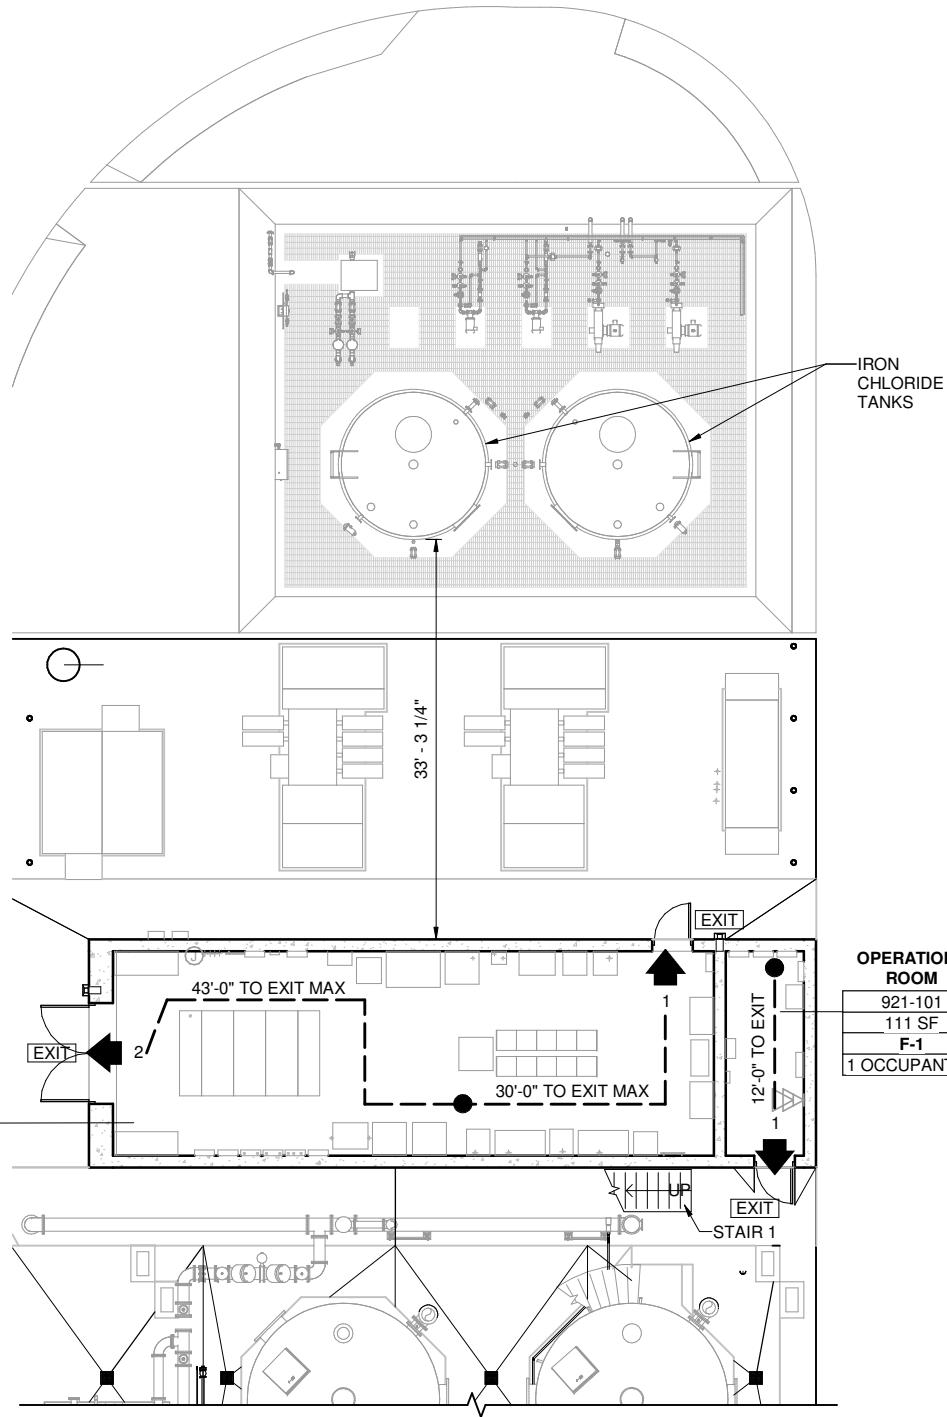 IRON
CHLORIDE
TANKS
33' - 3 1/4"
EXIT
J
43'-0" TO EXIT MAX
1
2
EXIT
30'-0" TO EXIT MAX
12'-0" TO EXIT
1
OPERATION
ROOM
921-101
111 SF
F-1
1 OCCUPANT
UP
EXIT
STAIR 1